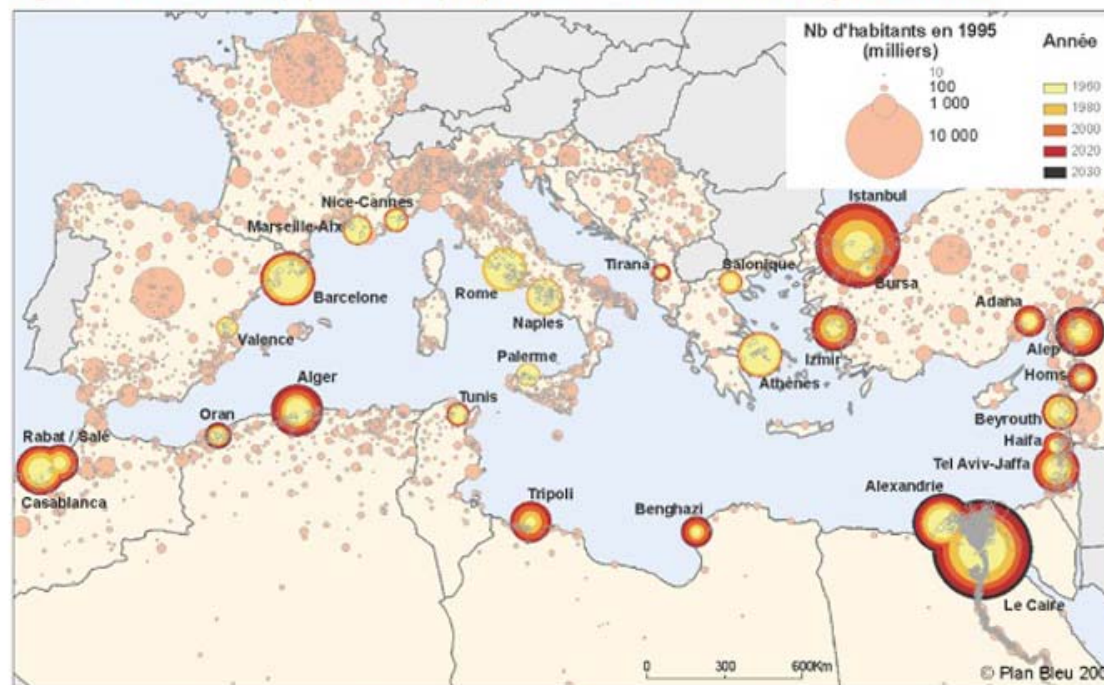 Nb d'habitants en 1995
(milliers)
10
100
1 000
10 000
Année
1960
1980
2000
2020
2030
Istanbul
Nice-Cannes
Marseille-Aix
Tirana
Salonique
Bursa
Barcelone
Rome
Adana
Naples
Valence
Izmir
Alep
Palerme
Athènes
Homs
Alger
Tunis
Beyrouth
Oran
Haifa
Rabat / Salé
Tel Aviv-Jaffa
Alexandrie
Casablanca
Tripoli
Benghazi
Le Caire
0 300 600Km
© Plan Bleu 200